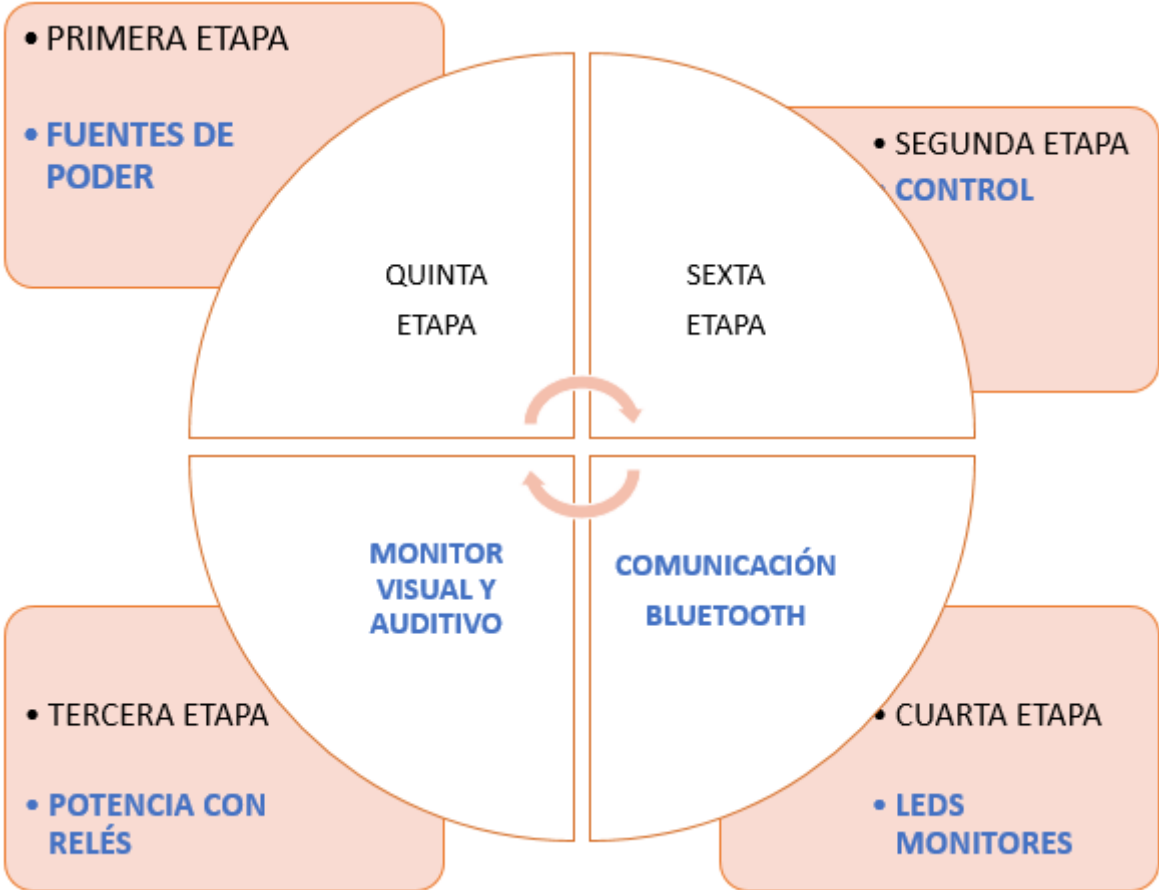 • PRIMERA ETAPA
• FUENTES DE
PODER
• SEGUNDA ETAPA
• CONTROL
QUINTA
ETAPA
SEXTA
ETAPA
MONITOR
VISUAL Y
AUDITIVO
COMUNICACIÓN
BLUETOOTH
• TERCERA ETAPA
• POTENCIA CON
RELÉS
• CUARTA ETAPA
• LEDS
MONITORES